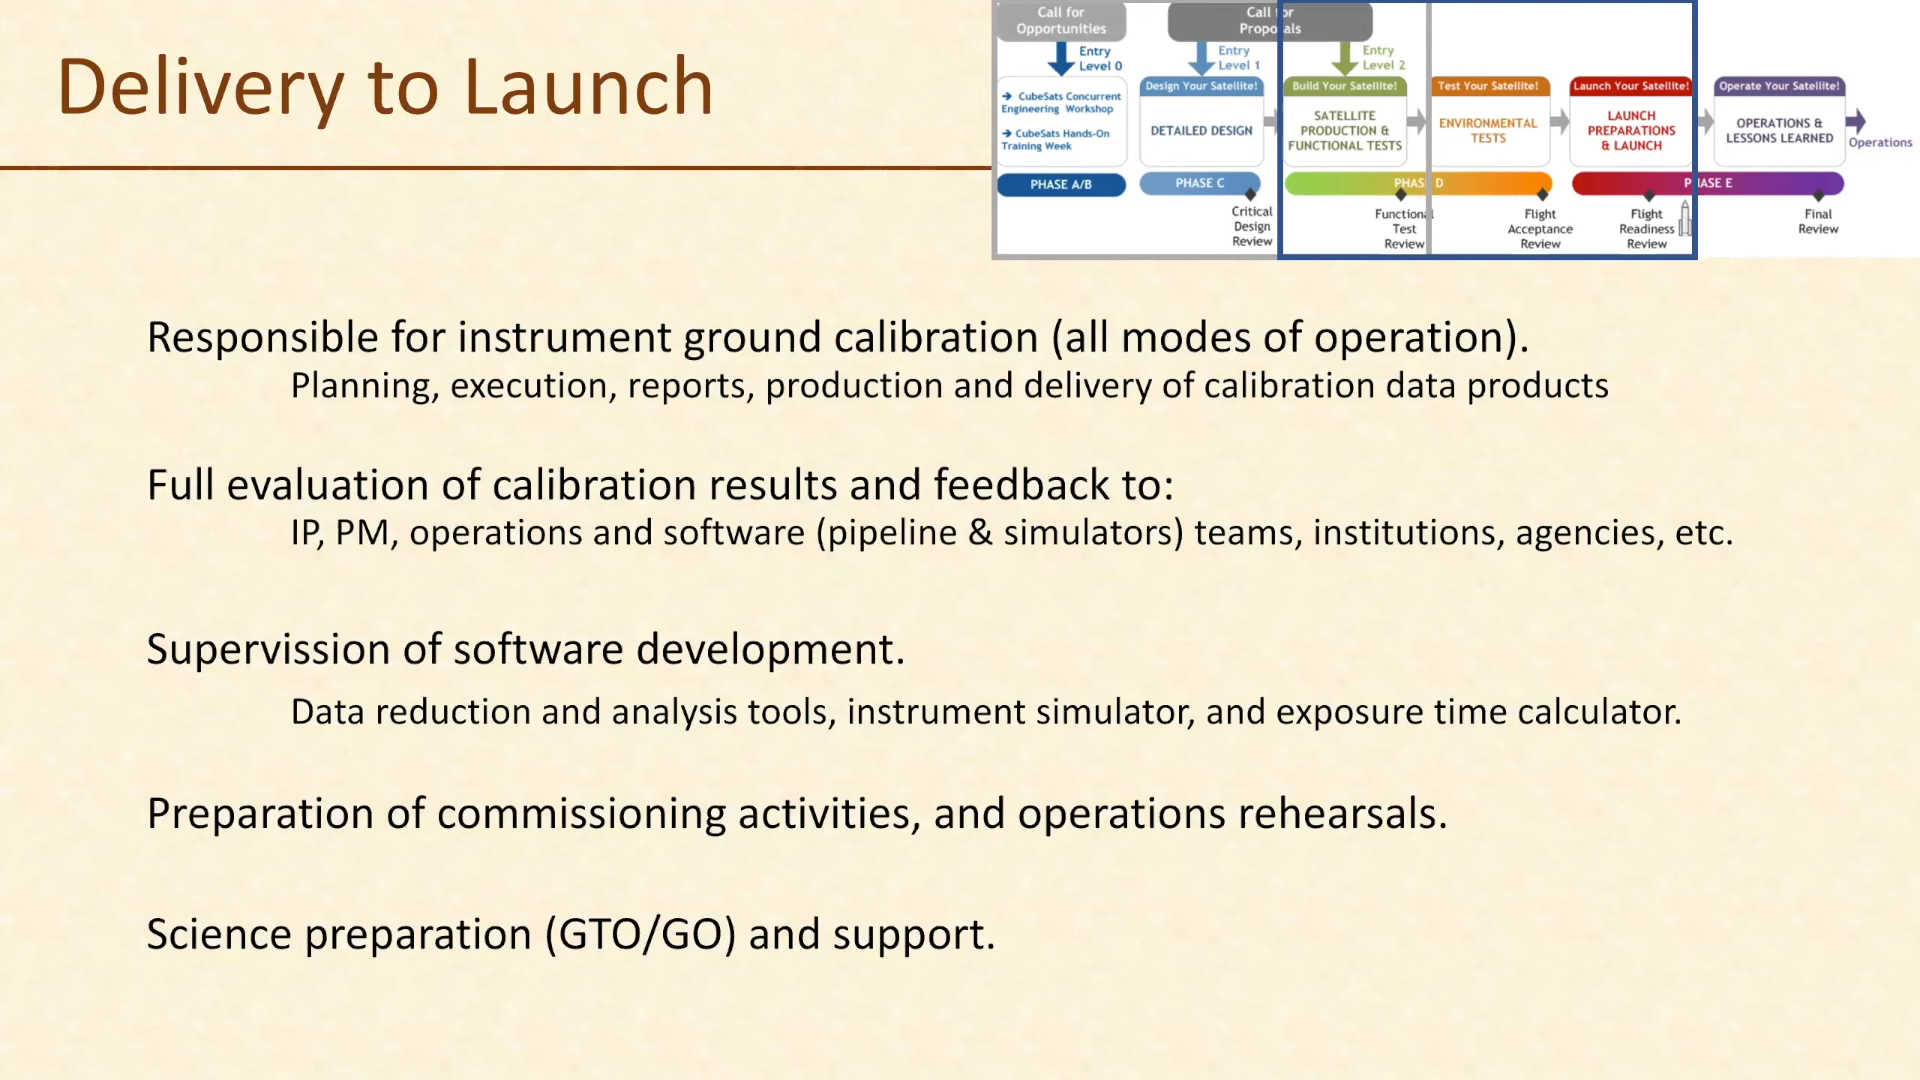 Delivery to Launch
Call for
Opportunities
Call for
Proposals
Entry
Level 0
Entry
Level 1
Entry
Level 2
➔ CubeSats Concurrent
Engineering Workshop
➔ CubeSats Hands-On
Training Week
Design Your Satellite!
DETAILED DESIGN
Build Your Satellite!
SATELLITE
PRODUCTION &
FUNCTIONAL TESTS
Test Your Satellite!
ENVIRONMENTAL
TESTS
Launch Your Satellite!
LAUNCH
PREPARATIONS
& LAUNCH
Operate Your Satellite!
OPERATIONS &
LESSONS LEARNED
Operations
PHASE A/B
PHASE C
PHASE D
PHASE E
Critical
Design
Review
Functional
Test
Review
Flight
Acceptance
Review
Flight
Readiness
Review
Final
Review
Responsible for instrument ground calibration (all modes of operation).
Planning, execution, reports, production and delivery of calibration data products
Full evaluation of calibration results and feedback to:
IP, PM, operations and software (pipeline & simulators) teams, institutions, agencies, etc.
Supervission of software development.
Data reduction and analysis tools, instrument simulator, and exposure time calculator.
Preparation of commissioning activities, and operations rehearsals.
Science preparation (GTO/GO) and support.